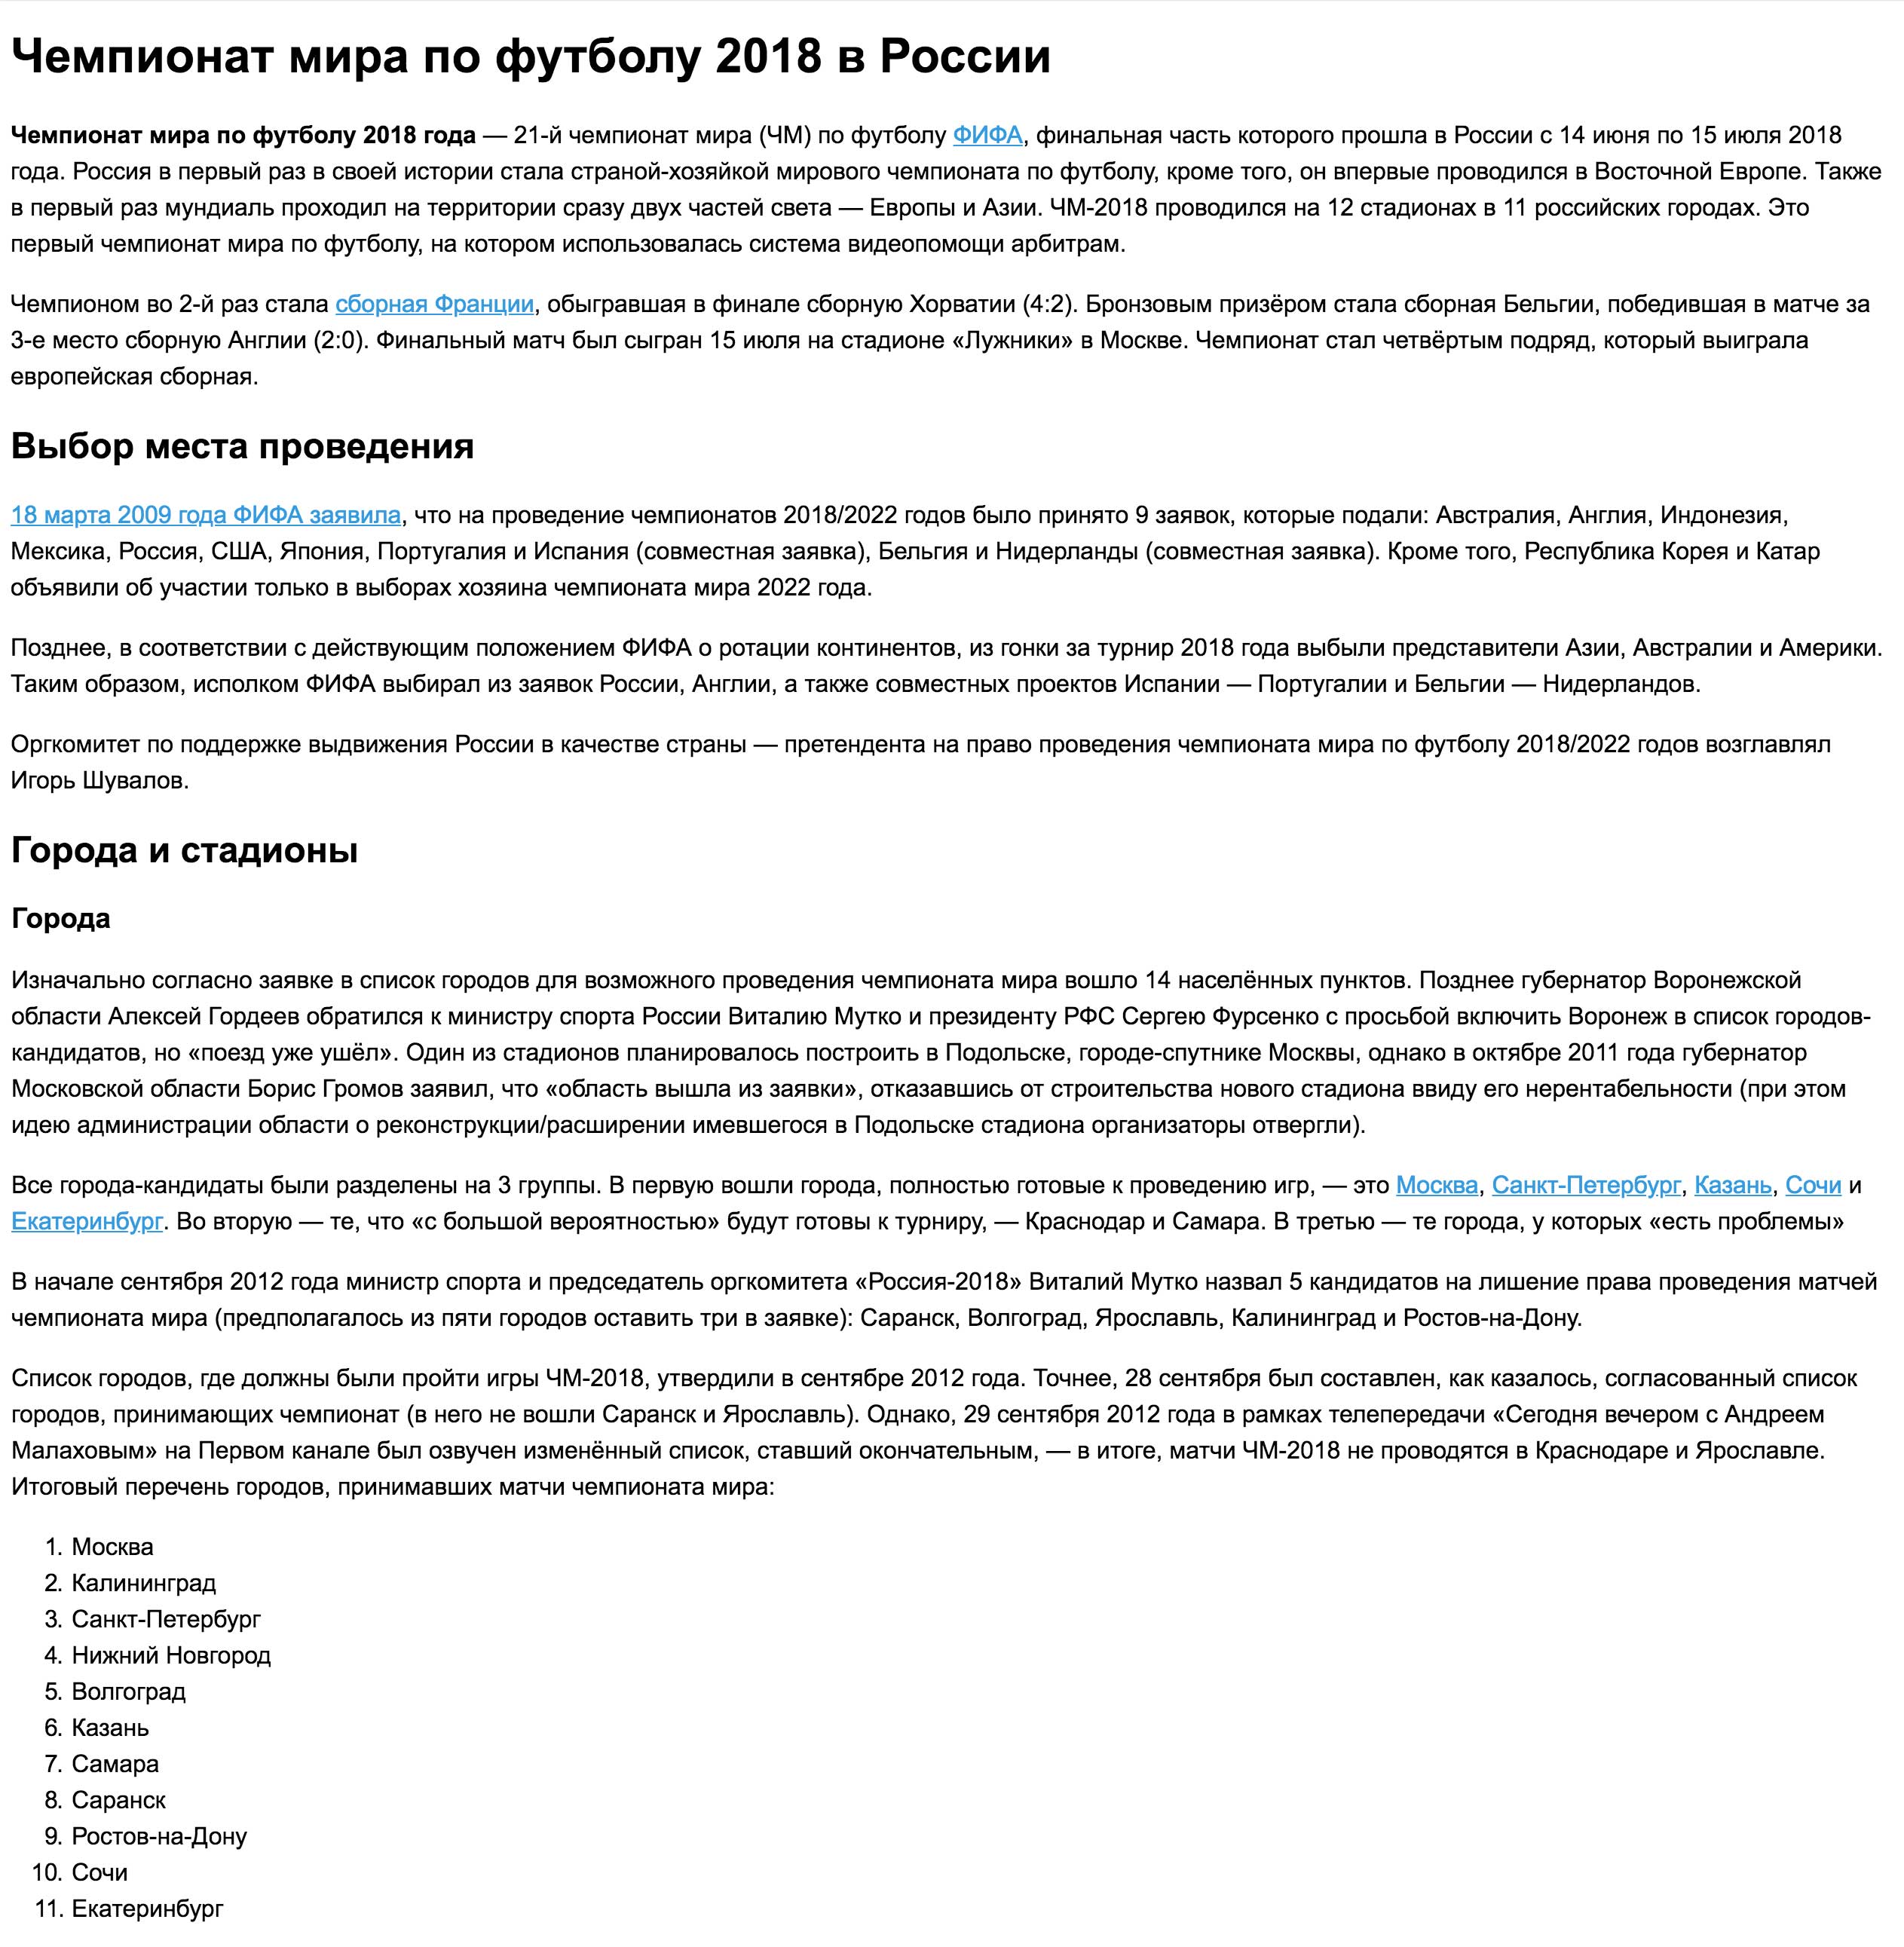 Чемпионат мира по футболу 2018 в России
Чемпионат мира по футболу 2018 года — 21-й чемпионат мира (ЧМ) по футболу ФИФА, финальная часть которого прошла в России с 14 июня по 15 июля 2018
года. Россия в первый раз в своей истории стала страной-хозяйкой мирового чемпионата по футболу, кроме того, он впервые проводился в Восточной Европе. Также
в первый раз мундиаль проходил на территории сразу двух частей света — Европы и Азии. ЧМ-2018 проводился на 12 стадионах в 11 российских городах. Это
первый чемпионат мира по футболу, на котором использовалась система видеопомощи арбитрам.
Чемпионом во 2-й раз стала сборная Франции, обыгравшая в финале сборную Хорватии (4:2). Бронзовым призёром стала сборная Бельгии, победившая в матче за
3-е место сборную Англии (2:0). Финальный матч был сыгран 15 июля на стадионе «Лужники» в Москве. Чемпионат стал четвёртым подряд, который выиграла
европейская сборная.
Выбор места проведения
18 марта 2009 года ФИФА заявила, что на проведение чемпионатов 2018/2022 годов было принято 9 заявок, которые подали: Австралия, Англия, Индонезия,
Мексика, Россия, США, Япония, Португалия и Испания (совместная заявка), Бельгия и Нидерланды (совместная заявка). Кроме того, Республика Корея и Катар
объявили об участии только в выборах хозяина чемпионата мира 2022 года.
Позднее, в соответствии с действующим положением ФИФА о ротации континентов, из гонки за турнир 2018 года выбыли представители Азии, Австралии и Америки.
Таким образом, исполком ФИФА выбирал из заявок России, Англии, а также совместных проектов Испании — Португалии и Бельгии — Нидерландов.
Оргкомитет по поддержке выдвижения России в качестве страны — претендента на право проведения чемпионата мира по футболу 2018/2022 годов возглавлял
Игорь Шувалов.
Города и стадионы
Города
Изначально согласно заявке в список городов для возможного проведения чемпионата мира вошло 14 населённых пунктов. Позднее губернатор Воронежской
области Алексей Гордеев обратился к министру спорта России Виталию Мутко и президенту РФС Сергею Фурсенко с просьбой включить Воронеж в список городов-
кандидатов, но «поезд уже ушёл». Один из стадионов планировалось построить в Подольске, городе-спутнике Москвы, однако в октябре 2011 года губернатор
Московской области Борис Громов заявил, что «область вышла из заявки», отказавшись от строительства нового стадиона ввиду его нерентабельности (при этом
идею администрации области о реконструкции/расширении имевшегося в Подольске стадиона организаторы отвергли).
Все города-кандидаты были разделены на 3 группы. В первую вошли города, полностью готовые к проведению игр, — это Москва, Санкт-Петербург, Казань, Сочи и
Екатеринбург. Во вторую — те, что «с большой вероятностью» будут готовы к турниру, — Краснодар и Самара. В третью — те города, у которых «есть проблемы»
В начале сентября 2012 года министр спорта и председатель оргкомитета «Россия-2018» Виталий Мутко назвал 5 кандидатов на лишение права проведения матчей
чемпионата мира (предполагалось из пяти городов оставить три в заявке): Саранск, Волгоград, Ярославль, Калининград и Ростов-на-Дону.
Список городов, где должны были пройти игры ЧМ-2018, утвердили в сентябре 2012 года. Точнее, 28 сентября был составлен, как казалось, согласованный список
городов, принимающих чемпионат (в него не вошли Саранск и Ярославль). Однако, 29 сентября 2012 года в рамках телепередачи «Сегодня вечером с Андреем
Малаховым» на Первом канале был озвучен изменённый список, ставший окончательным, — в итоге, матчи ЧМ-2018 не проводятся в Краснодаре и Ярославле.
Итоговый перечень городов, принимавших матчи чемпионата мира:
1. Москва
2. Калининград
3. Санкт-Петербург
4. Нижний Новгород
5. Волгоград
6. Казань
7. Самара
8. Саранск
9. Ростов-на-Дону
10. Сочи
11. Екатеринбург